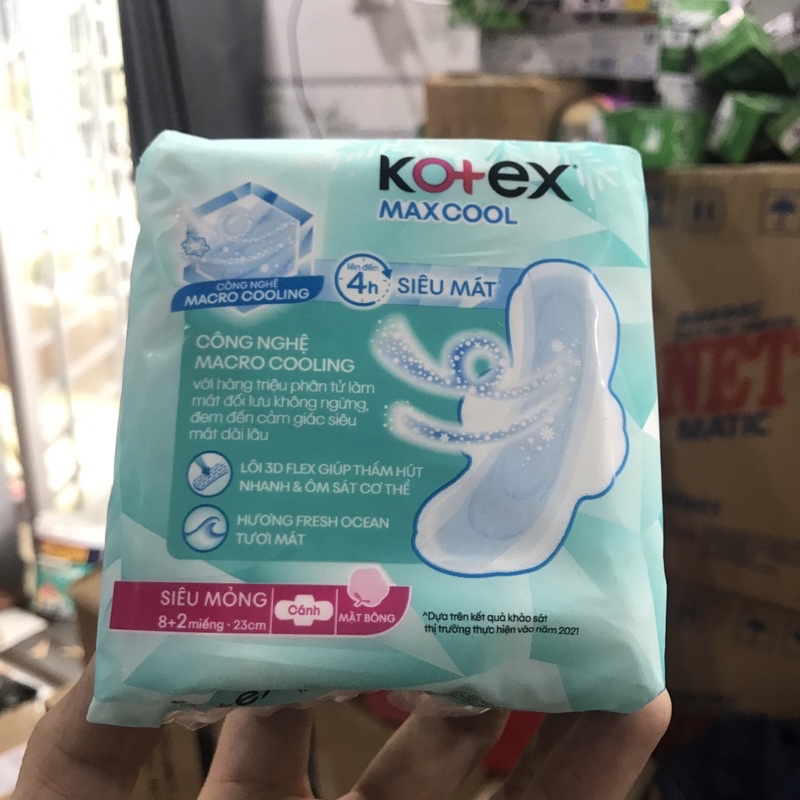 Kotex
MAXCOOL
CÔNG NGHỆ
MACRO COOLING
lên đến
4h
SIÊU MÁT
CÔNG NGHỆ
MACRO COOLING
với hàng triệu phân tử làm
mát đối lưu không ngừng,
đem đến cảm giác siêu
mát dài lâu
LÕI 3D FLEX GIÚP THẤM HÚT
NHANH & ÔM SÁT CƠ THỂ
HƯƠNG FRESH OCEAN
TƯƠI MÁT
SIÊU MỎNG
8+2 miếng · 23cm
Cánh
MẶT BÔNG
^Dựa trên kết quả khảo sát
thị trường thực hiện vào năm 2021
NET
MATIC